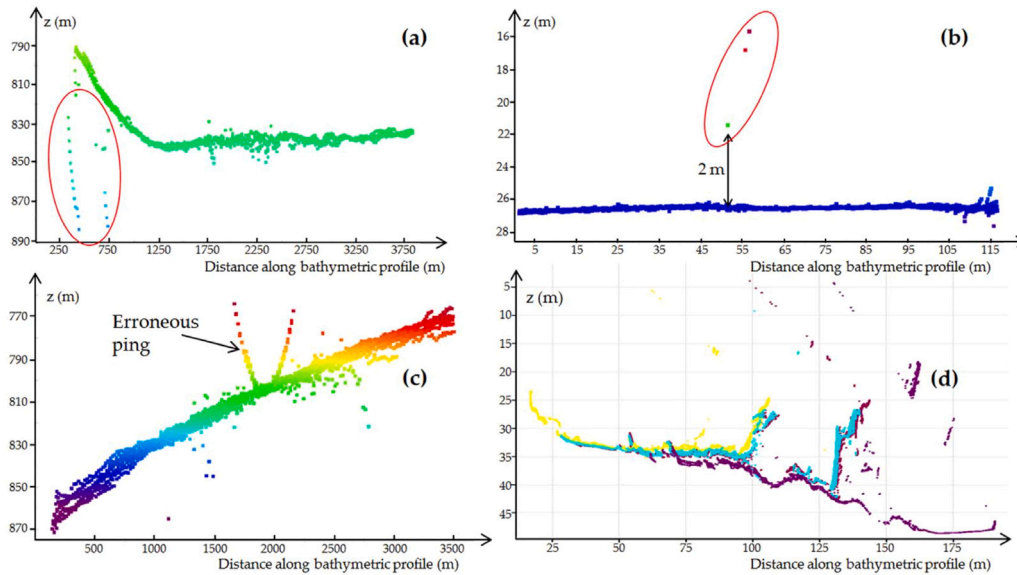 z (m)
(a)
790
810
830
850
870
890
250 750 1250 1750 2250 2750 3250 3750
Distance along bathymetric profile (m)
z (m)
(b)
16
18
20
22
24
26
28
2 m
5 15 25 35 45 55 65 75 85 95 105 115
Distance along bathymetric profile (m)
z (m)
770
790
810
830
850
870
Erroneous
ping
(c)
500 1000 1500 2000 2500 3000 3500
Distance along bathymetric profile (m)
z (m)
5
10
15
20
25
30
35
40
45
(d)
25 50 75 100 125 150 175
Distance along bathymetric profile (m)